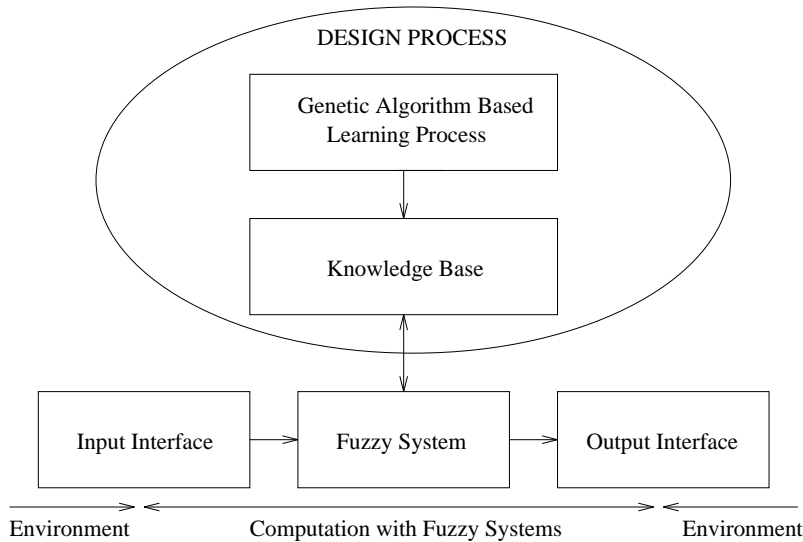 DESIGN PROCESS
Genetic Algorithm Based
Learning Process
Knowledge Base
Input Interface
Fuzzy System
Output Interface
Environment
Computation with Fuzzy Systems
Environment